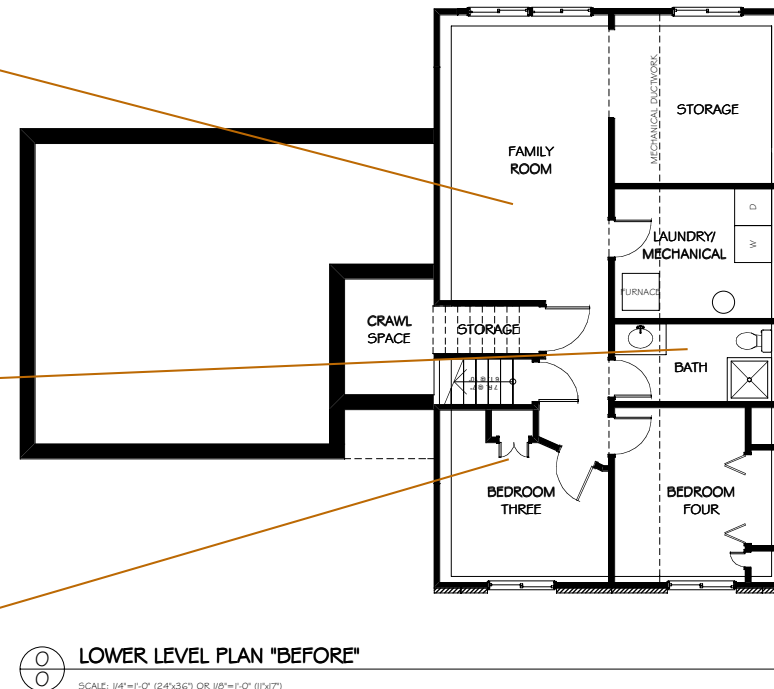 MECHANICAL DUCTWORK
STORAGE
FAMILY
ROOM
D
W
LAUNDRY/
MECHANICAL
FURNACE
CRAWL
SPACE
STORAGE
BATH
BEDROOM
THREE
BEDROOM
FOUR
O
O
LOWER LEVEL PLAN "BEFORE"
SCALE: 1/4"=1'-0" (24"x36") OR 1/8"=1'-0" (11"x17")